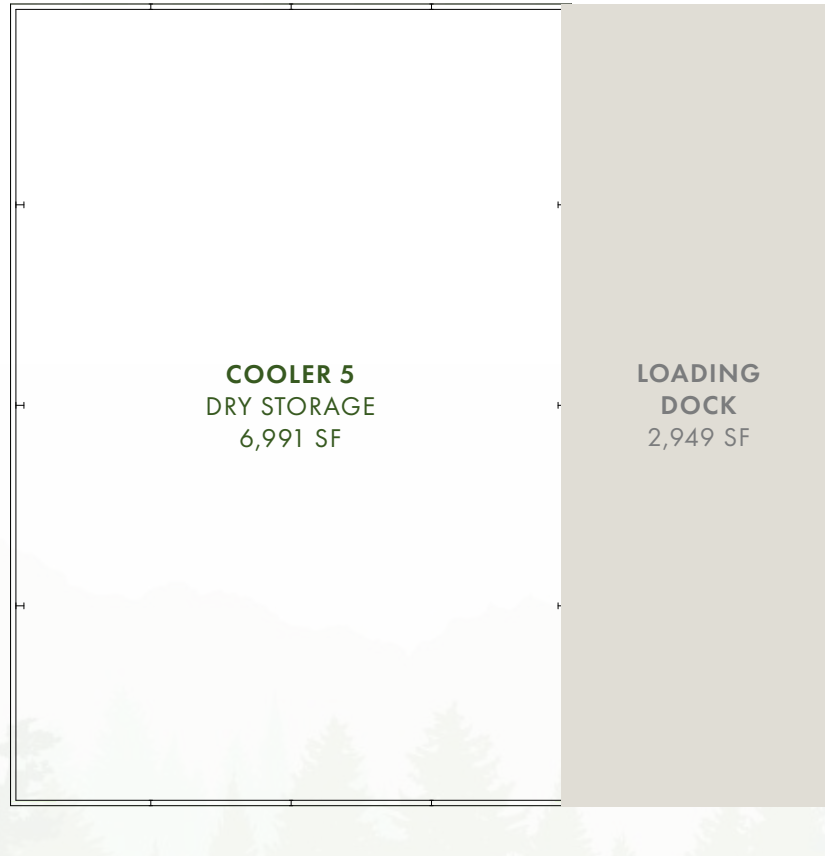 COOLER 5
DRY STORAGE
6,991 SF
LOADING
DOCK
2,949 SF